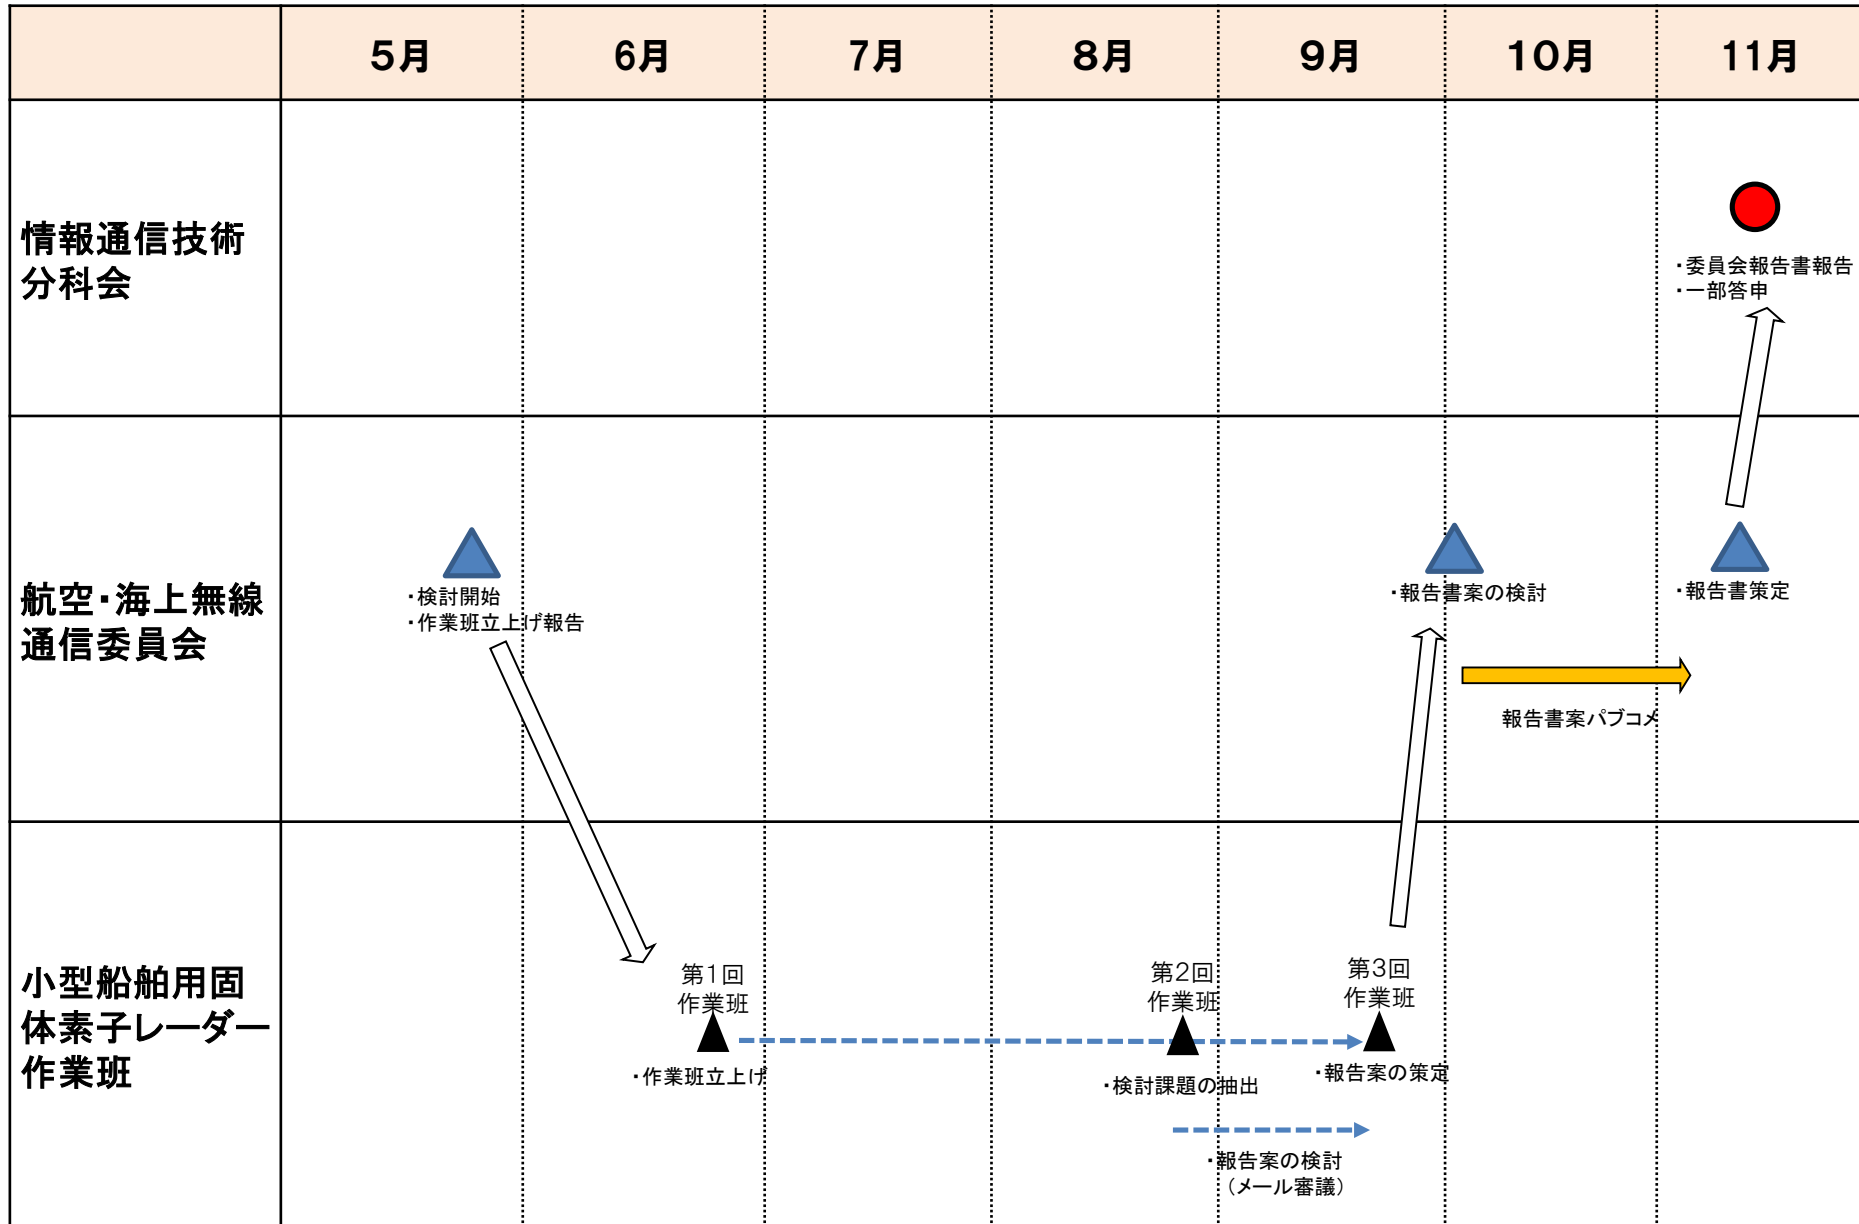 5月 6月 7月 8月 9月 10月 11月
情報通信技術
分科会
・委員会報告書報告
・一部答申
航空・海上無線
通信委員会
・検討開始
・作業班立上げ報告
・報告書案の検討
・報告書策定
報告書案パブコメ
小型船舶用固
体素子レーダー
作業班
第1回
作業班
・作業班立上げ
第2回
作業班
・検討課題の抽出
第3回
作業班
・報告案の策定
・報告案の検討
（メール審議）